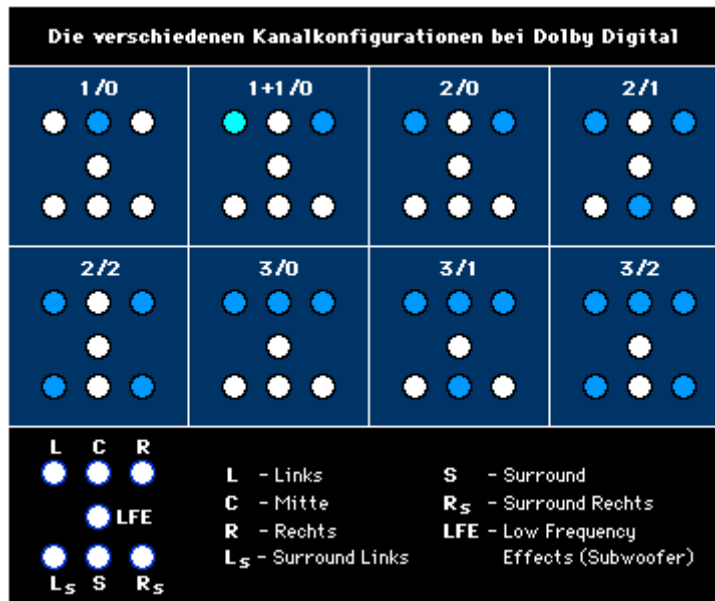 Die verschiedenen Kanalkonfigurationen bei Dolby Digital
1/0
1+1/0
2/0
2/1
2/2
3/0
3/1
3/2
L C R
LFE
Ls S Rs
L - Links
C - Mitte
R - Rechts
Ls - Surround Links
S - Surround
Rs - Surround Rechts
LFE - Low Frequency
Effects (Subwoofer)